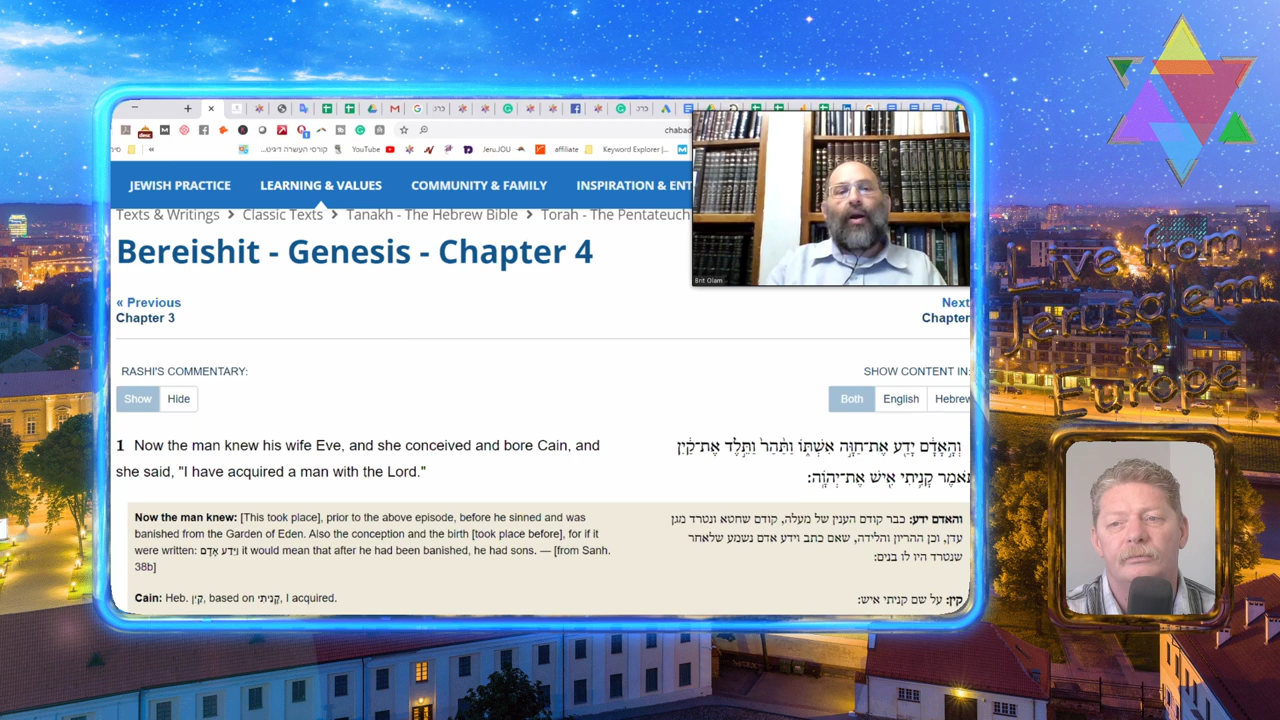 chabad
קורסי העשרה דיגיט...
YouTube
Jeru.JOU
affiliate
Keyword Explorer |...
JEWISH PRACTICE
LEARNING & VALUES
COMMUNITY & FAMILY
INSPIRATION & ENT
Texts & Writings > Classic Texts > Tanakh - The Hebrew Bible > Torah - The Pentateuch
Brit Olam
Bereishit - Genesis - Chapter 4
« Previous
Chapter 3
Next
Chapter
RASHI'S COMMENTARY:
Show Hide
SHOW CONTENT IN:
Both English Hebrew
1 Now the man knew his wife Eve, and she conceived and bore Cain, and
she said, "I have acquired a man with the Lord."
וְהָאָדָ֕ם יָדַ֖ע אֶת־חַוָּ֣ה אִשְׁתּ֑וֹ וַתַּ֙הַר֙ וַתֵּ֣לֶד אֶת־קַ֔יִן
תֹּאמֶר קָנִ֥יתִי אִ֖ישׁ אֶת־יְהֹוָֽה:
Now the man knew: [This took place], prior to the above episode, before he sinned and was
banished from the Garden of Eden. Also the conception and the birth [took place before], for if it
were written: וַיֵּדַע אָדָם it would mean that after he had been banished, he had sons. — [from Sanh.
38b]
והאדם ידע: כבר קודם הענין של מעלה, קודם שחטא ונטרד מגן
עדן, וכן ההריון והלידה, שאם כתב וידע אדם נשמע שלאחר
שנטרד היו לו בנים:
Cain: Heb. קַיִן, based on קָנִיתִי, I acquired.
קין: על שם קניתי איש:
Live from
Jerusalem
to
Europe